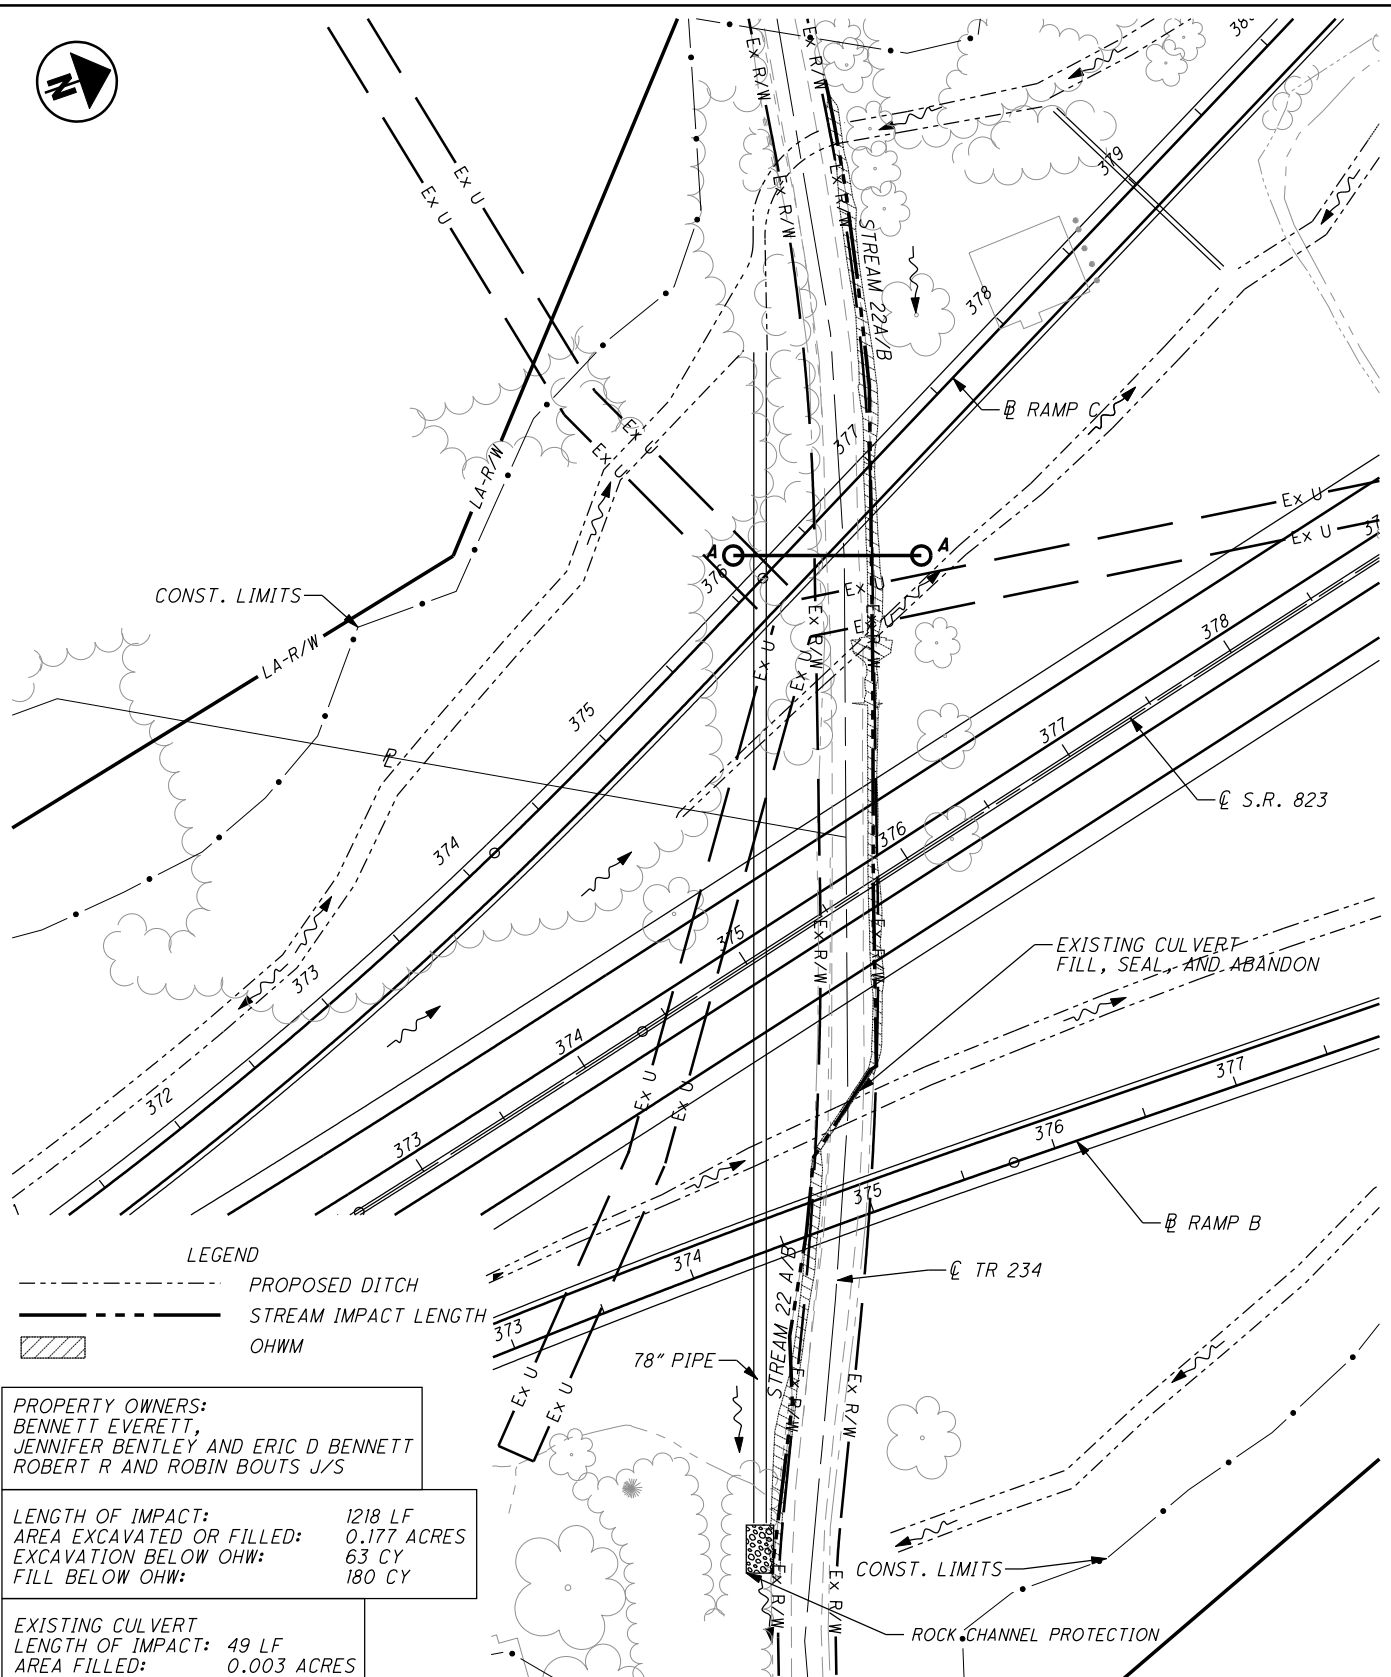 N
380
Ex R/W
Ex R/W
Ex U
Ex U
Ex R/W
Ex R/W
379
STREAM 22A/B
378
RAMP C
377
LA-R/W
Ex U
Ex U
Ex U
Ex U
A
A
376
CONST. LIMITS
LA-R/W
Ex U
Ex U
Ex R/W
Ex U
Ex U
378
375
377
S.R. 823
376
374
375
Ex R/W
Ex R/W
EXISTING CULVERT
FILL, SEAL, AND ABANDON
373
374
Ex U
Ex U
372
373
377
376
375
RAMP B
374
TR 234
STREAM 22 A/B
373
78" PIPE
Ex U
Ex U
Ex R/W
Ex R/W
LEGEND
PROPOSED DITCH
STREAM IMPACT LENGTH
OHWM
PROPERTY OWNERS:
BENNETT EVERETT,
JENNIFER BENTLEY AND ERIC D BENNETT
ROBERT R AND ROBIN BOUTS J/S
LENGTH OF IMPACT: 1218 LF
AREA EXCAVATED OR FILLED: 0.177 ACRES
EXCAVATION BELOW OHW: 63 CY
FILL BELOW OHW: 180 CY
EXISTING CULVERT
LENGTH OF IMPACT: 49 LF
AREA FILLED: 0.003 ACRES
CONST. LIMITS
Ex R/W
Ex R/W
ROCK CHANNEL PROTECTION